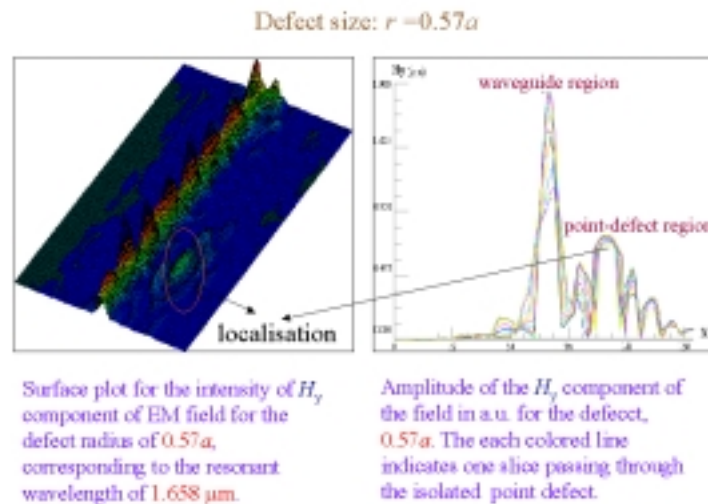 Defect size: r =0.57a
waveguide region
point-defect region
localisation
Surface plot for the intensity of Hy
component of EM field for the
defect radius of 0.57a,
corresponding to the resonant
wavelength of 1.658 μm.
Amplitude of the Hy component of
the field in a.u. for the defecct,
0.57a. The each colored line
indicates one slice passing through
the isolated point defect.